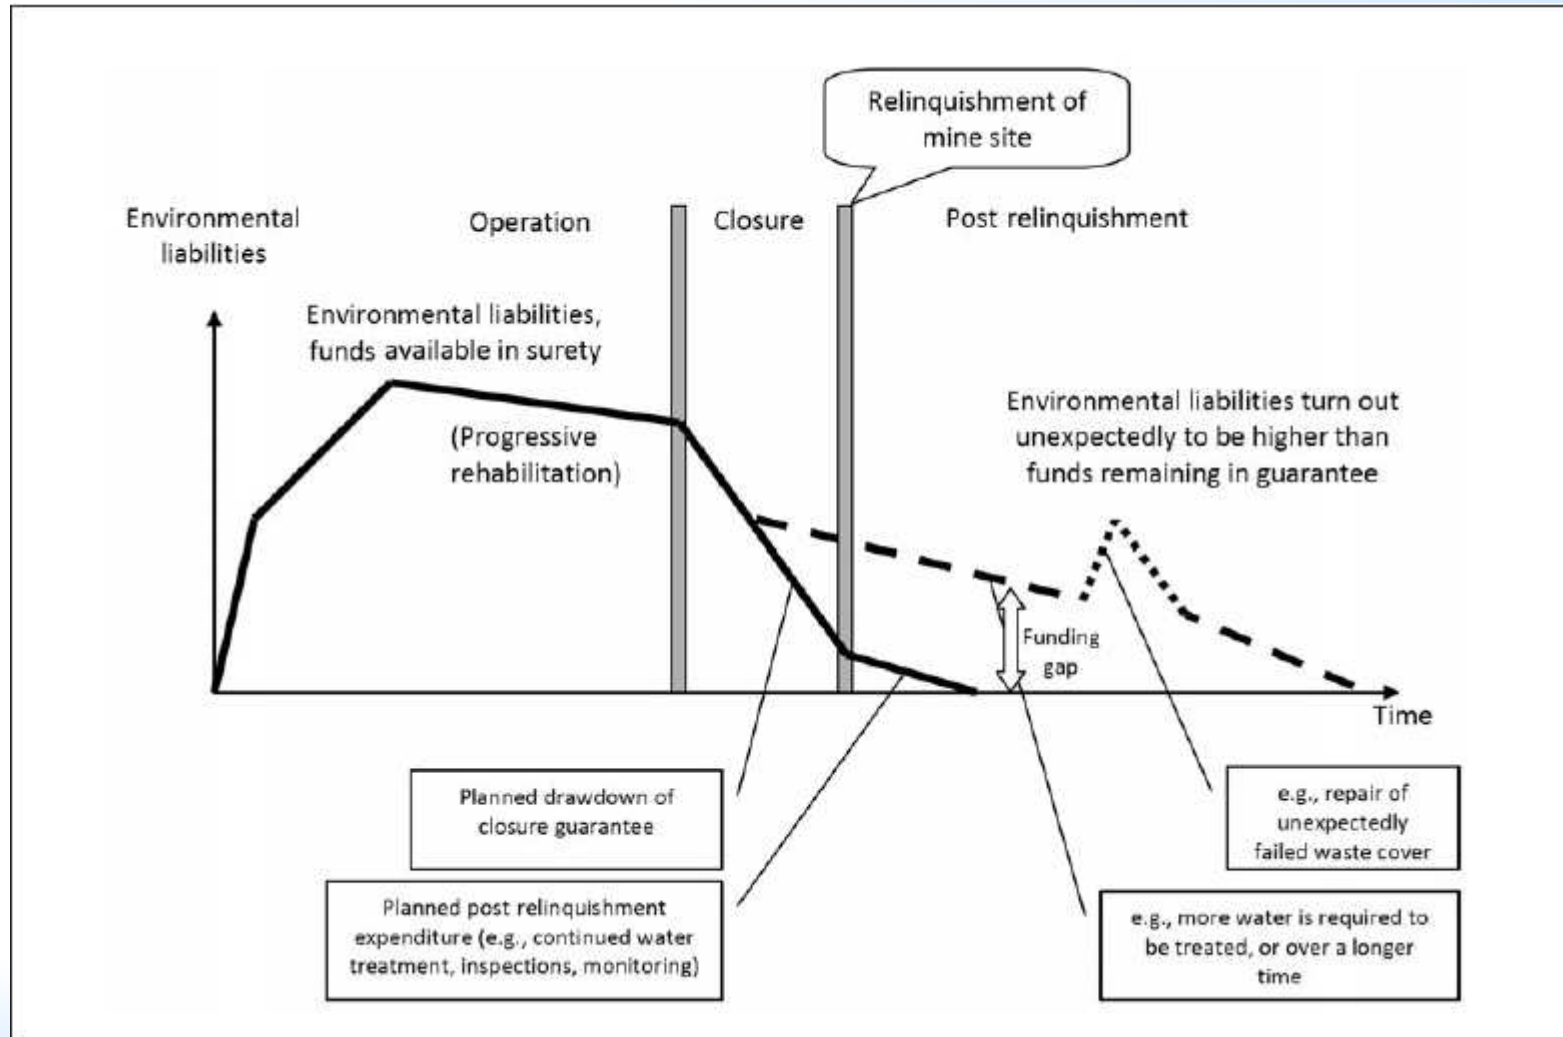 Relinquishment of
mine site
Environmental
liabilities
Operation
Closure
Post relinquishment
Environmental liabilities,
funds available in surety
(Progressive
rehabilitation)
Environmental liabilities turn out
unexpectedly to be higher than
funds remaining in guarantee
Funding
gap
Time
Planned drawdown of
closure guarantee
e.g., repair of
unexpectedly
failed waste cover
Planned post relinquishment
expenditure (e.g., continued water
treatment, inspections, monitoring)
e.g., more water is required to
be treated, or over a longer
time